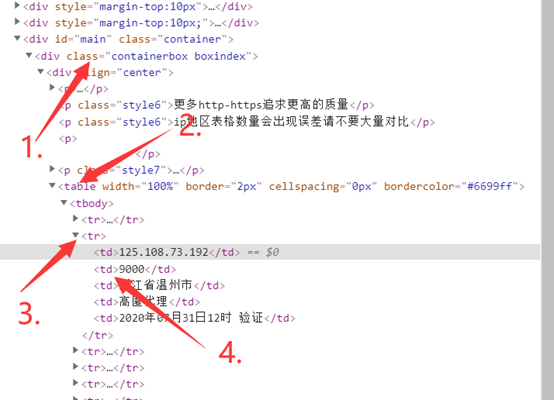 <div style="margin-top:10px">…</div>
<div style="margin-top:10px;">…</div>
<div id="main" class="container">
<div class="containerbox boxindex">
<div align="center">
<p>…</p>
<p class="style6">更多http-https追求更高的质量</p>
<p class="style6">ip地区表格数量会出现误差请不要大量对比</p>
<p>
</p>
<p class="style7">…</p>
<table width="100%" border="2px" cellspacing="0px" bordercolor="#6699ff">
<tbody>
<tr>…</tr>
<tr>
<td>125.108.73.192</td> == $0
<td>9000</td>
<td>江省温州市</td>
<td>高匿代理</td>
<td>2020年07月31日12时 验证</td>
</tr>
<tr>…</tr>
<tr>…</tr>
<tr>…</tr>
<tr>…</tr>
1.
2.
3.
4.